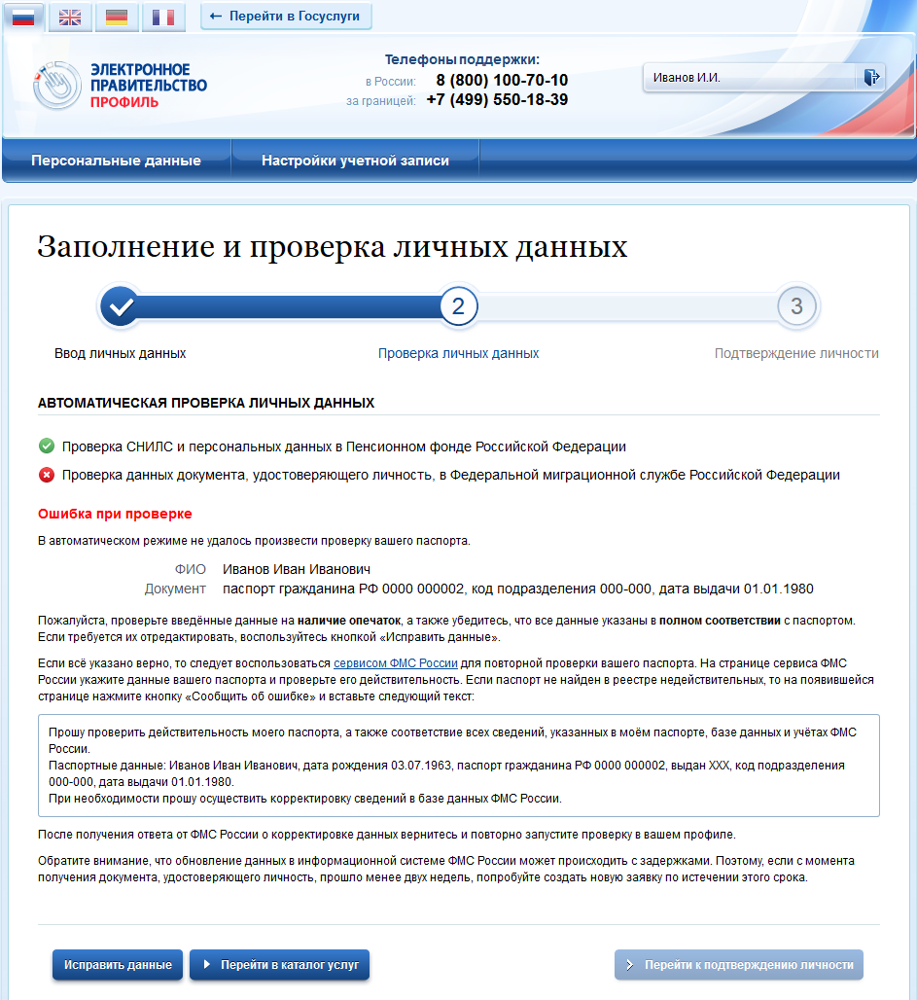 ← Перейти в Госуслуги
ЭЛЕКТРОННОЕ
ПРАВИТЕЛЬСТВО
ПРОФИЛЬ
Телефоны поддержки:
в России: 8 (800) 100-70-10
за границей: +7 (499) 550-18-39
Иванов И.И.
Персональные данные Настройки учетной записи
Заполнение и проверка личных данных
2 3
Ввод личных данных Проверка личных данных Подтверждение личности
АВТОМАТИЧЕСКАЯ ПРОВЕРКА ЛИЧНЫХ ДАННЫХ
Проверка СНИЛС и персональных данных в Пенсионном фонде Российской Федерации
Проверка данных документа, удостоверяющего личность, в Федеральной миграционной службе Российской Федерации
Ошибка при проверке
В автоматическом режиме не удалось произвести проверку вашего паспорта.
ФИО Иванов Иван Иванович
Документ паспорт гражданина РФ 0000 000002, код подразделения 000-000, дата выдачи 01.01.1980
Пожалуйста, проверьте введённые данные на наличие опечаток, а также убедитесь, что все данные указаны в полном соответствии с паспортом.
Если требуется их отредактировать, воспользуйтесь кнопкой «Исправить данные».
Если всё указано верно, то следует воспользоваться сервисом ФМС России для повторной проверки вашего паспорта. На странице сервиса ФМС
России укажите данные вашего паспорта и проверьте его действительность. Если паспорт не найден в реестре недействительных, то на появившейся
странице нажмите кнопку «Сообщить об ошибке» и вставьте следующий текст:
Прошу проверить действительность моего паспорта, а также соответствие всех сведений, указанных в моём паспорте, базе данных и учётах ФМС
России.
Паспортные данные: Иванов Иван Иванович, дата рождения 03.07.1963, паспорт гражданина РФ 0000 000002, выдан XXX, код подразделения
000-000, дата выдачи 01.01.1980.
При необходимости прошу осуществить корректировку сведений в базе данных ФМС России.
После получения ответа от ФМС России о корректировке данных вернитесь и повторно запустите проверку в вашем профиле.
Обратите внимание, что обновление данных в информационной системе ФМС России может происходить с задержками. Поэтому, если с момента
получения документа, удостоверяющего личность, прошло менее двух недель, попробуйте создать новую заявку по истечении этого срока.
Исправить данные Перейти в каталог услуг Перейти к подтверждению личности